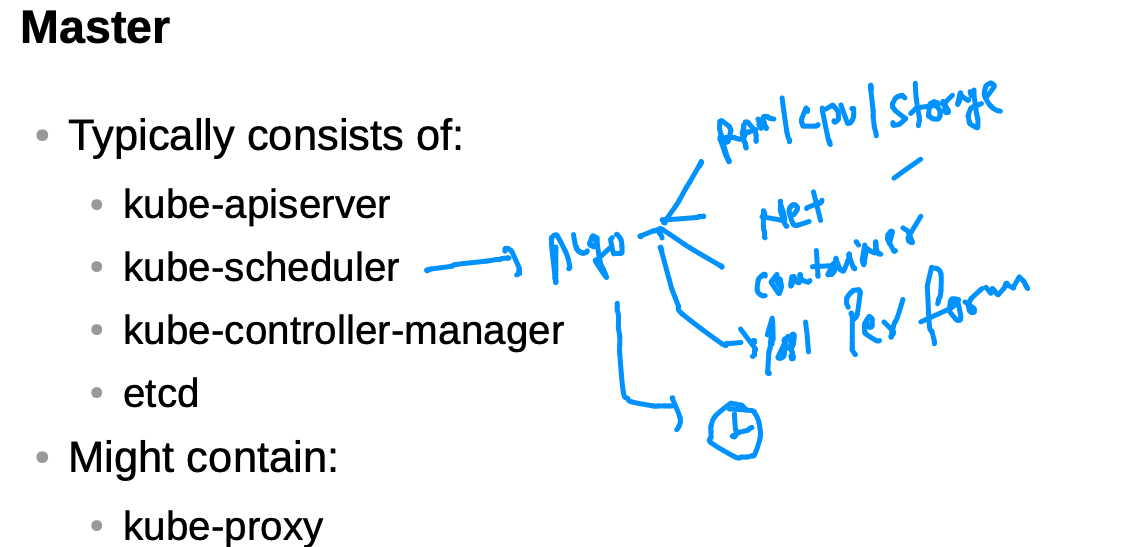 Master
Typically consists of:
kube-apiserver
kube-scheduler
kube-controller-manager
etcd
Might contain:
kube-proxy
Algo
RAM/cpu/storage
Net
container
Perform
1